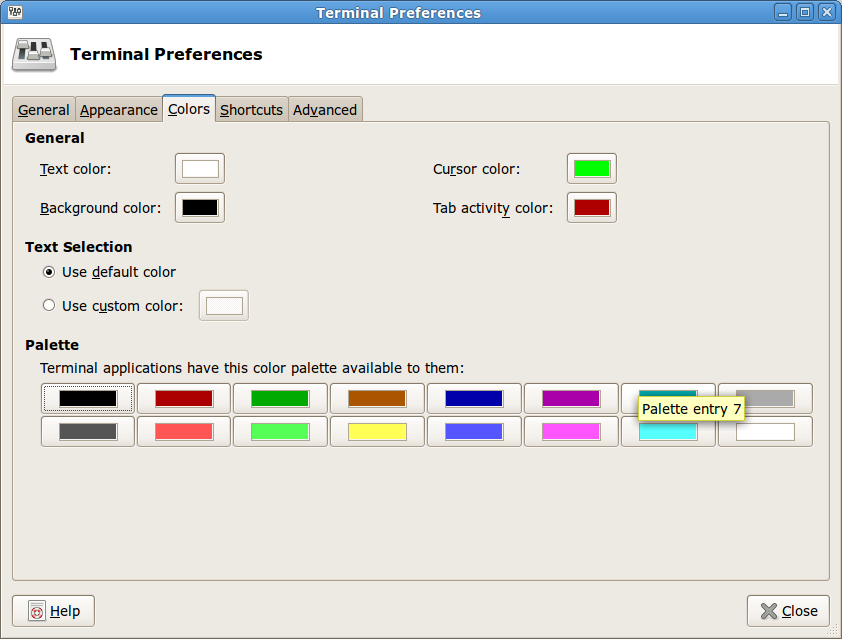 Terminal Preferences
Terminal Preferences
General Appearance Colors Shortcuts Advanced
General
Text color: Cursor color:
Background color: Tab activity color:
Text Selection
Use default color
Use custom color:
Palette
Terminal applications have this color palette available to them:
Palette entry 7
Help Close